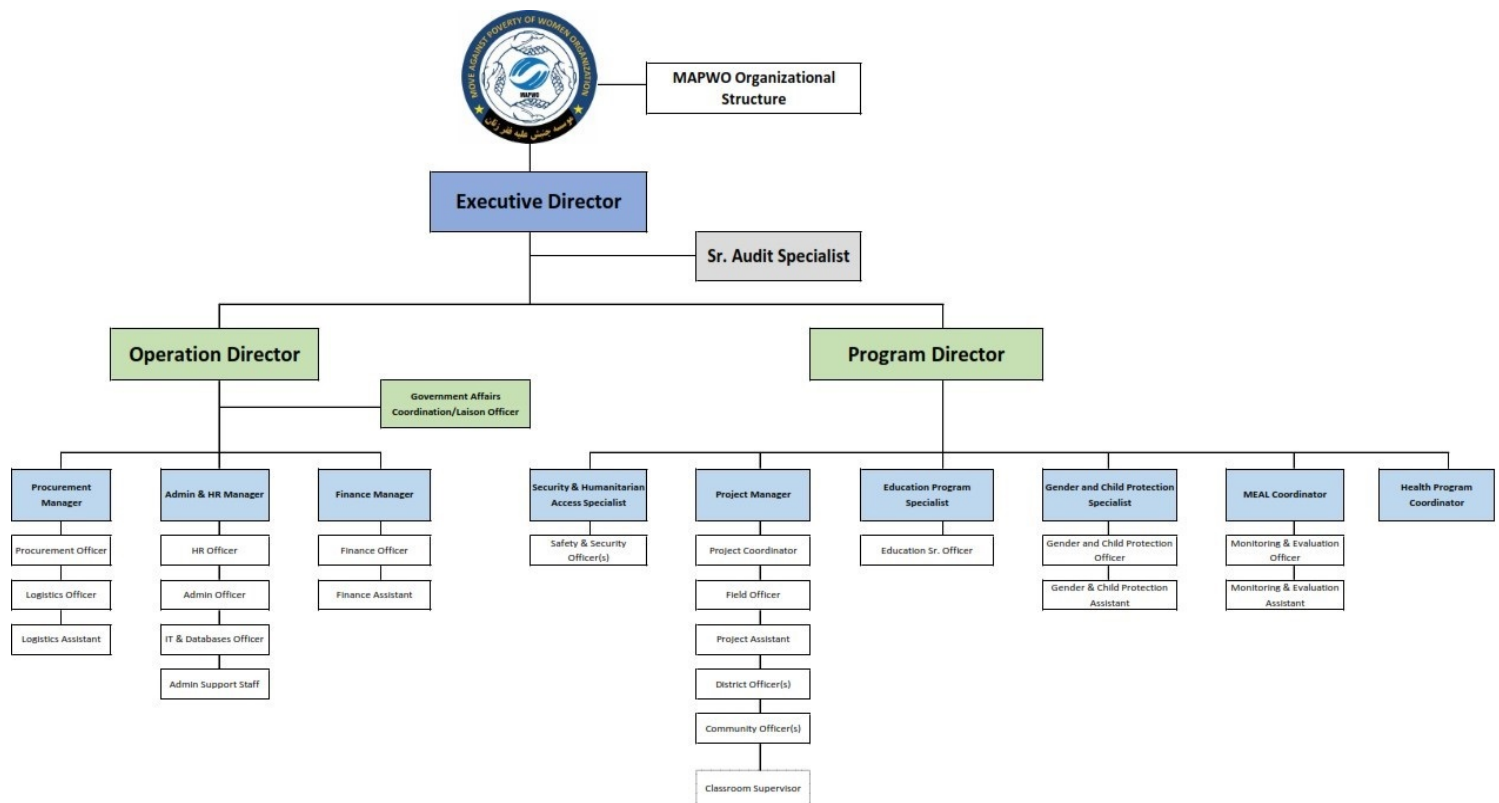 MOVE AGAINST POVERTY OF WOMEN ORGANIZATION
MAPWO
موسسه جنبش علیه فقر زنان
MAPWO Organizational
Structure
Executive Director
Sr. Audit Specialist
Operation Director
Program Director
Government Affairs
Coordination/Laison Officer
Procurement
Manager
Admin & HR Manager
Finance Manager
Security & Humanitarian
Access Specialist
Project Manager
Education Program
Specialist
Gender and Child Protection
Specialist
MEAL Coordinator
Health Program
Coordinator
Procurement Officer
HR Officer
Finance Officer
Safety & Security
Officer(s)
Project Coordinator
Education Sr. Officer
Gender and Child Protection
Officer
Monitoring & Evaluation
Officer
Logistics Officer
Admin Officer
Finance Assistant
Field Officer
Gender & Child Protection
Assistant
Monitoring & Evaluation
Assistant
Logistics Assistant
IT & Databases Officer
Project Assistant
Admin Support Staff
District Officer(s)
Community Officer(s)
Classroom Supervisor